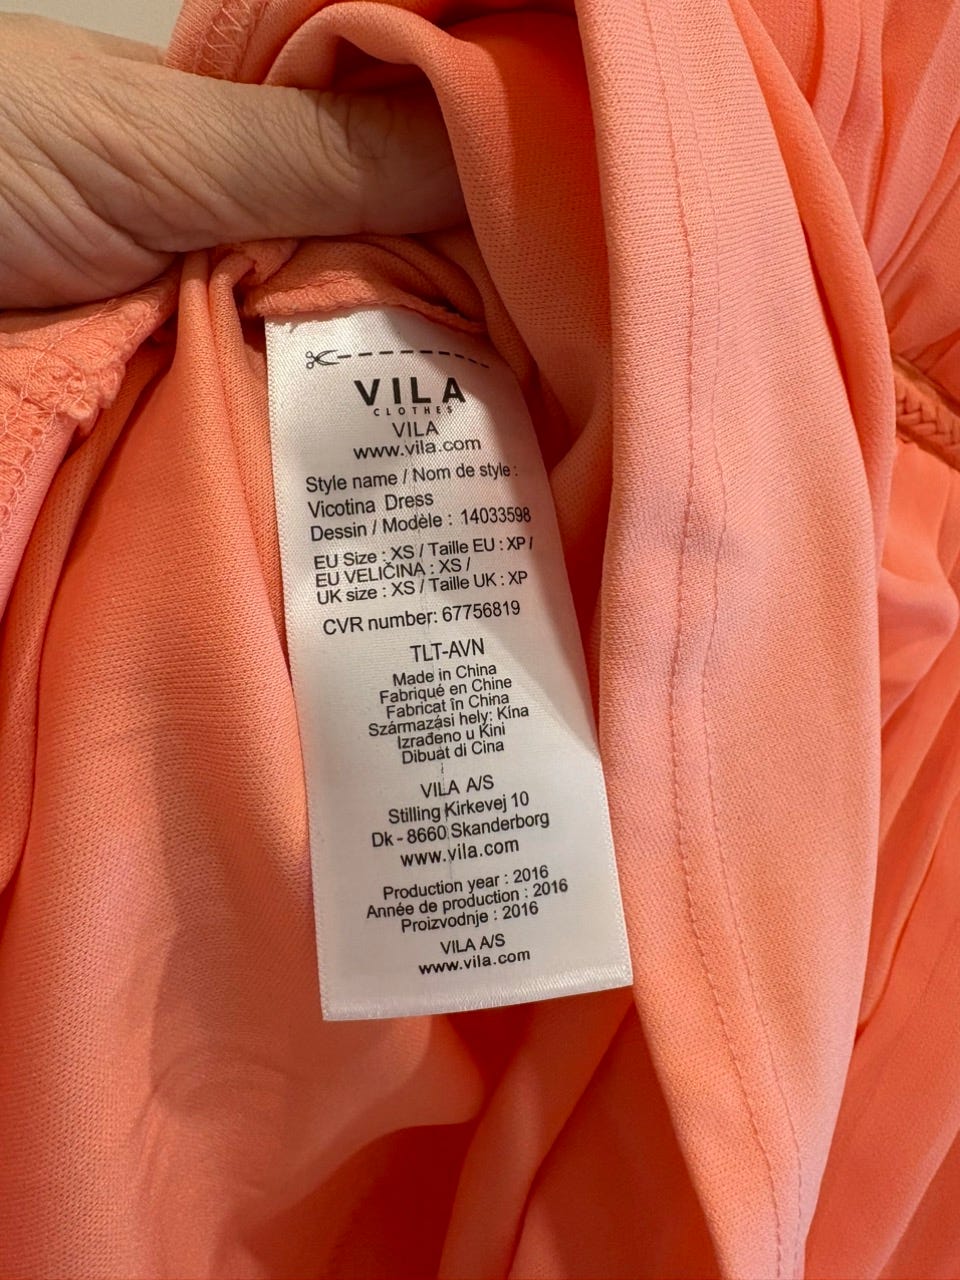 VILA
CLOTHES
VILA
www.vila.com
Style name / Nom de style :
Vicotina Dress
Dessin / Modèle : 14033598
EU Size : XS / Taille EU : XP /
EU VELIČINA : XS /
UK size : XS / Taille UK : XP
CVR number: 67756819
TLT-AVN
Made in China
Fabriqué en Chine
Fabricat în China
Származási hely: Kína
Izrađeno u Kini
Dibuat di Cina
VILA A/S
Stilling Kirkevej 10
Dk - 8660 Skanderborg
www.vila.com
Production year : 2016
Année de production : 2016
Proizvodnje : 2016
VILA A/S
www.vila.com